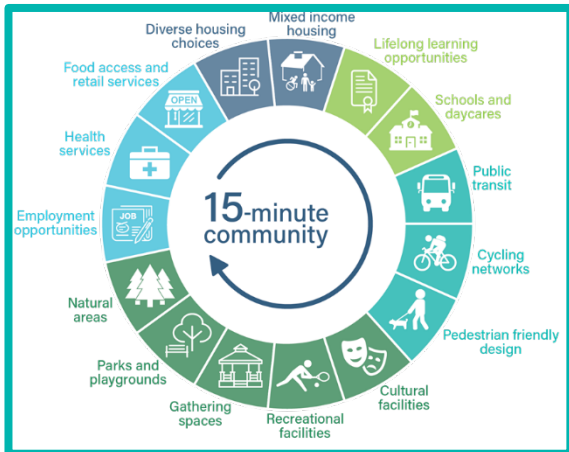 Mixed income
housing
Lifelong learning
opportunities
Schools and
daycares
Public
transit
Cycling
networks
Pedestrian friendly
design
Cultural
facilities
Recreational
facilities
Gathering
spaces
Parks and
playgrounds
Natural
areas
Employment
opportunities
JOB
Health
services
Food access and
retail services
OPEN
Diverse housing
choices
15-minute
community